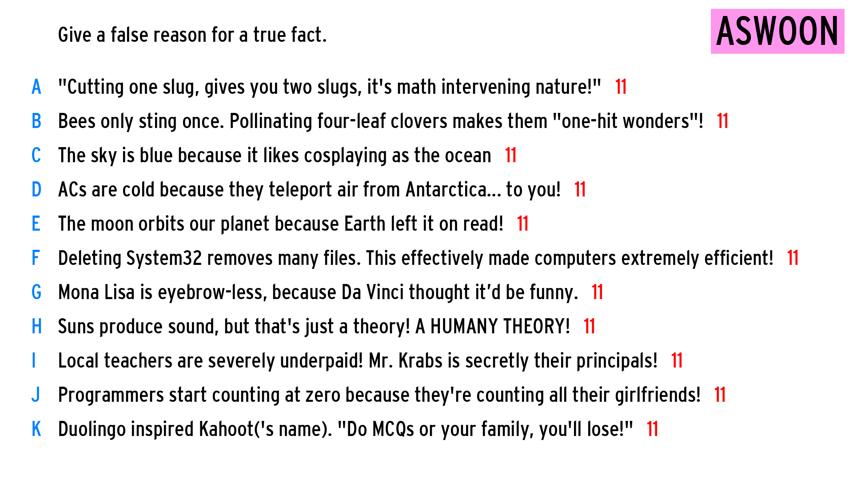 Give a false reason for a true fact.
ASWOON
A "Cutting one slug, gives you two slugs, it's math intervening nature!" 11
B Bees only sting once. Pollinating four-leaf clovers makes them "one-hit wonders"! 11
C The sky is blue because it likes cosplaying as the ocean 11
D ACs are cold because they teleport air from Antarctica... to you! 11
E The moon orbits our planet because Earth left it on read! 11
F Deleting System32 removes many files. This effectively made computers extremely efficient! 11
G Mona Lisa is eyebrow-less, because Da Vinci thought it’d be funny. 11
H Suns produce sound, but that's just a theory! A HUMANY THEORY! 11
I Local teachers are severely underpaid! Mr. Krabs is secretly their principals! 11
J Programmers start counting at zero because they're counting all their girlfriends! 11
K Duolingo inspired Kahoot('s name). "Do MCQs or your family, you'll lose!" 11